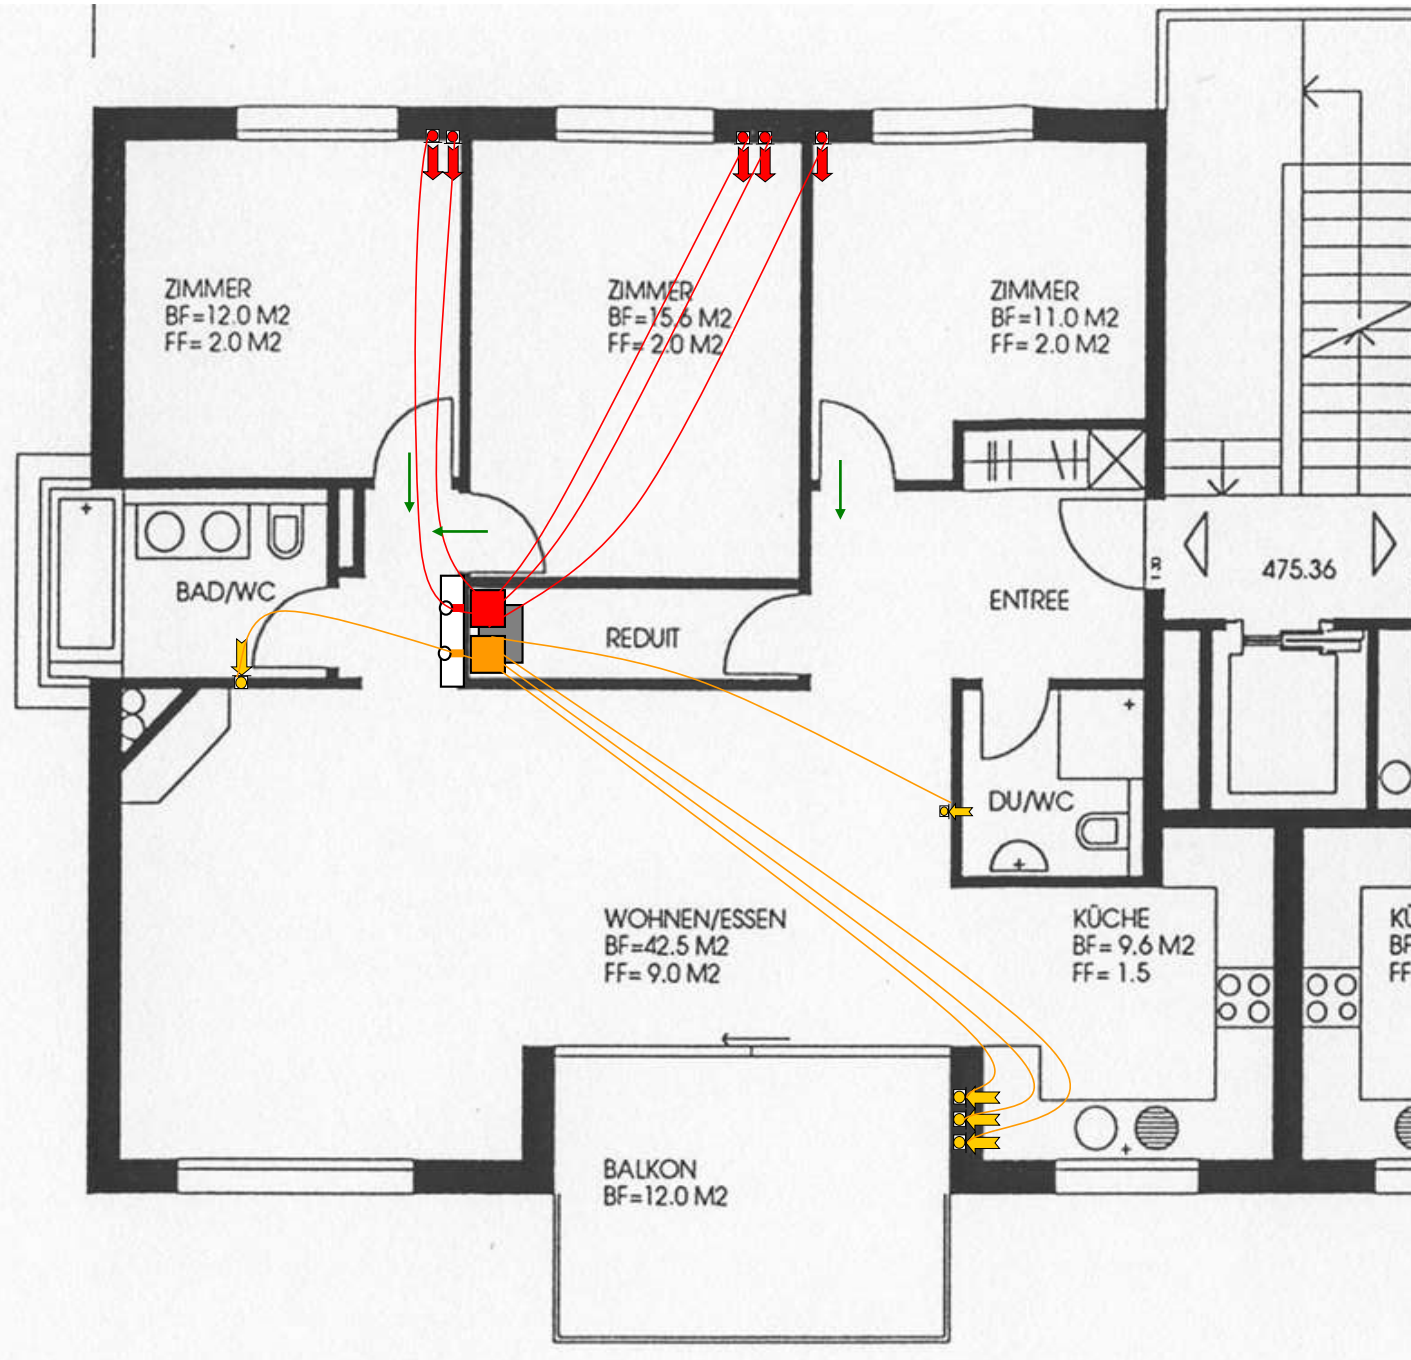 ZIMMER
BF=12.0 M2
FF= 2.0 M2
ZIMMER
BF=15.6 M2
FF= 2.0 M2
ZIMMER
BF=11.0 M2
FF= 2.0 M2
BAD/WC
REDUIT
ENTREE
475.36
DU/WC
WOHNEN/ESSEN
BF=42.5 M2
FF= 9.0 M2
KÜCHE
BF= 9.6 M2
FF= 1.5
KÜ
BF
FF
BALKON
BF=12.0 M2